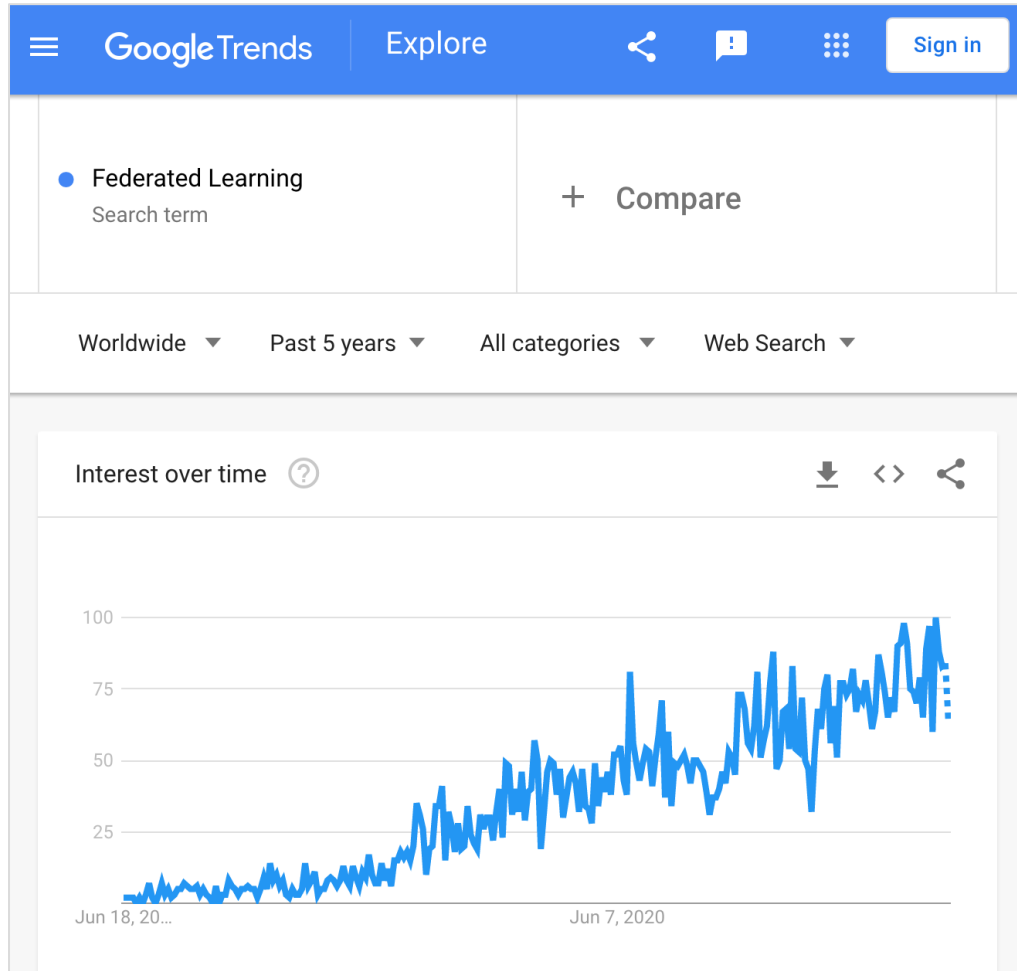 Google Trends Explore Sign in
Federated Learning
Search term
+ Compare
Worldwide Past 5 years All categories Web Search
Interest over time ?
100
75
50
25
Jun 18, 20... Jun 7, 2020